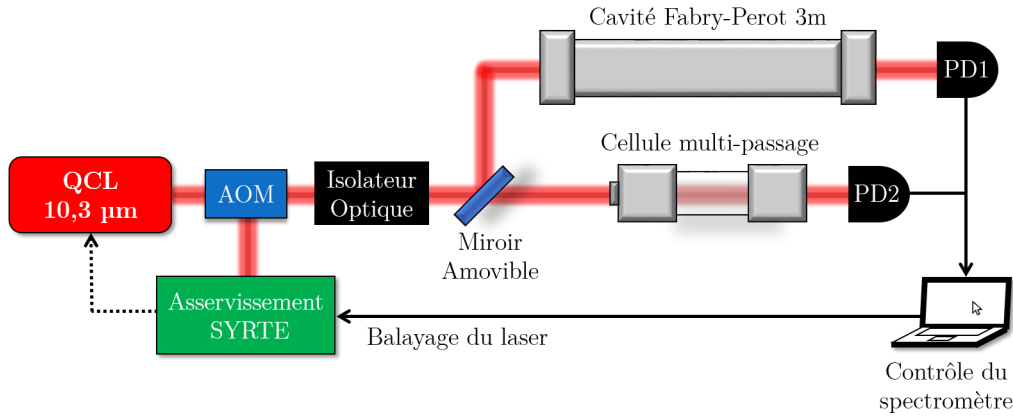 Cavité Fabry-Perot 3m
PD1
Cellule multi-passage
QCL
10,3 µm
AOM
Isolateur
Optique
PD2
Miroir
Amovible
Asservissement
SYRTE
Balayage du laser
Contrôle du
spectromètre